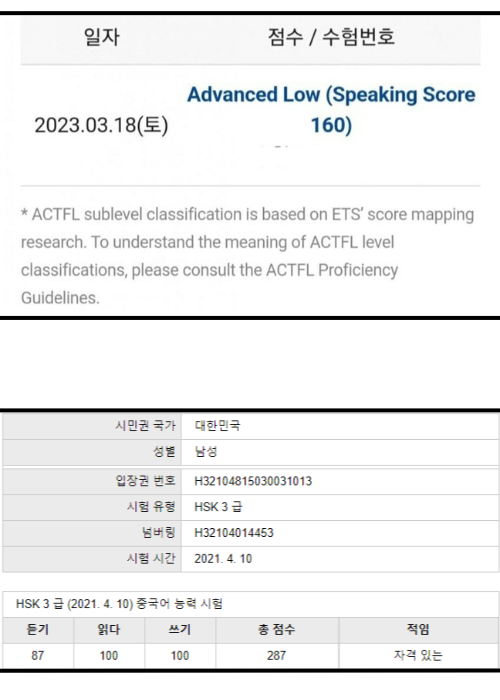 일자 점수 / 수험번호
Advanced Low (Speaking Score
2023.03.18(토) 160)
* ACTFL sublevel classification is based on ETS’ score mapping
research. To understand the meaning of ACTFL level
classifications, please consult the ACTFL Proficiency
Guidelines.
시민권 국가 대한민국
성별 남성
입장권 번호 H32104815030031013
시험 유형 HSK 3 급
넘버링 H32104014453
시험 시간 2021. 4. 10
HSK 3 급 (2021. 4. 10) 중국어 능력 시험
듣기 읽다 쓰기 총 점수 적임
87 100 100 287 자격 있는